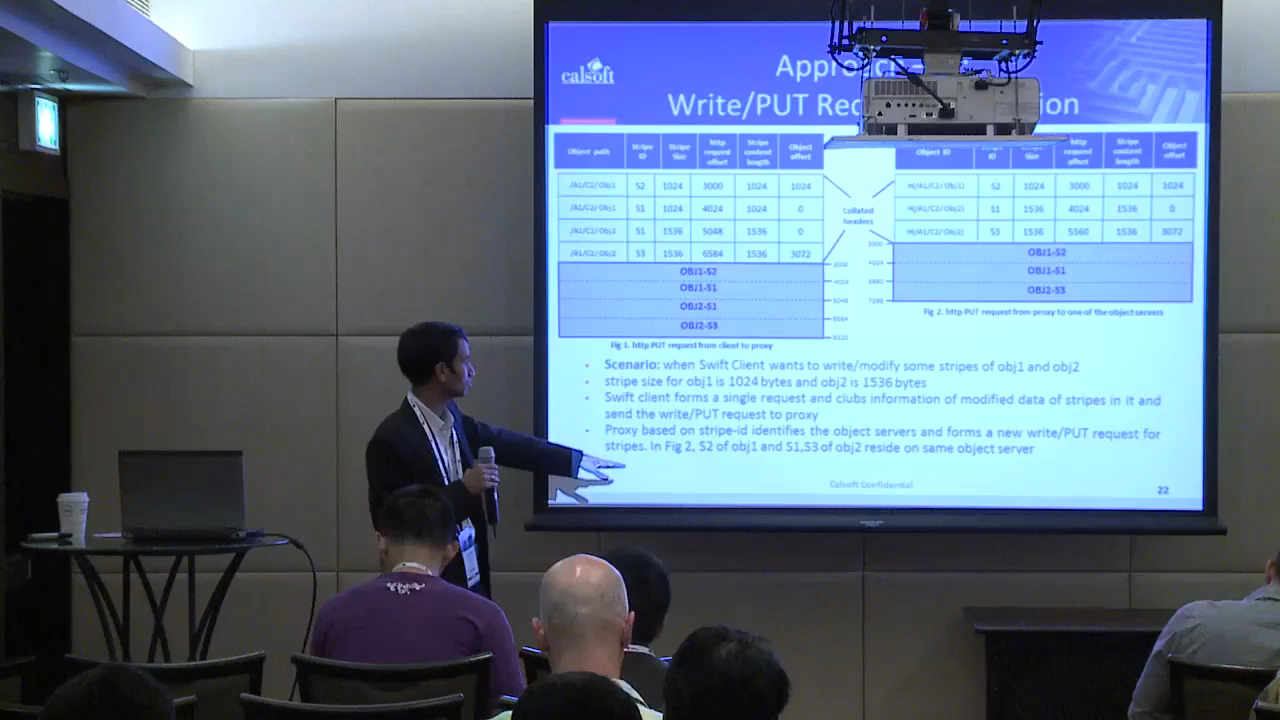 calsoft
Write/PUT
Object path | Stripe ID | Stripe Size | http request offset | Stripe content length | Object offset
/A1/C2/Obj1 | S2 | 1024 | 3000 | 1024 | 1024
/A1/C2/Obj1 | S1 | 1024 | 4024 | 1024 | 0
/A1/C2/Obj2 | S1 | 1536 | 5048 | 1536 | 0
/A1/C2/Obj2 | S3 | 1536 | 6584 | 1536 | 3072
OBJ1-S2
OBJ1-S1
OBJ2-S1
OBJ2-S3
3000
4024
5048
6584
8120
Fig 1. http PUT request from client to proxy
Collated
headers
Object ID | ID | Size | http request offset | Stripe content length | Object offset
H(/A1/C2/Obj1) | S2 | 1024 | 3000 | 1024 | 1024
H(/A1/C2/Obj2) | S1 | 1536 | 4024 | 1536 | 0
H(/A1/C2/Obj2) | S3 | 1536 | 5560 | 1536 | 3072
3000
4024
OBJ1-S2
OBJ1-S1
OBJ2-S3
Fig 2. http PUT request from proxy to one of the object servers
• Scenario: when Swift Client wants to write/modify some stripes of obj1 and obj2
• stripe size for obj1 is 1024 bytes and obj2 is 1536 bytes
• Swift client forms a single request and clubs information of modified data of stripes in it and
send the write/PUT request to proxy
• Proxy based on stripe-id identifies the object servers and forms a new write/PUT request for
stripes. In Fig 2, S2 of obj1 and S1,S3 of obj2 reside on same object server
Calsoft Confidential
22